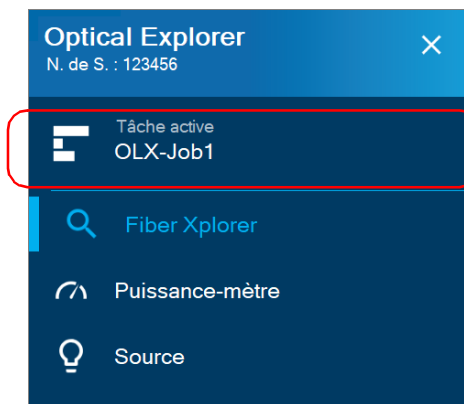 Optical Explorer
N. de S. : 123456
Tâche active
OLX-Job1
Fiber Xplorer
Puissance-mètre
Source